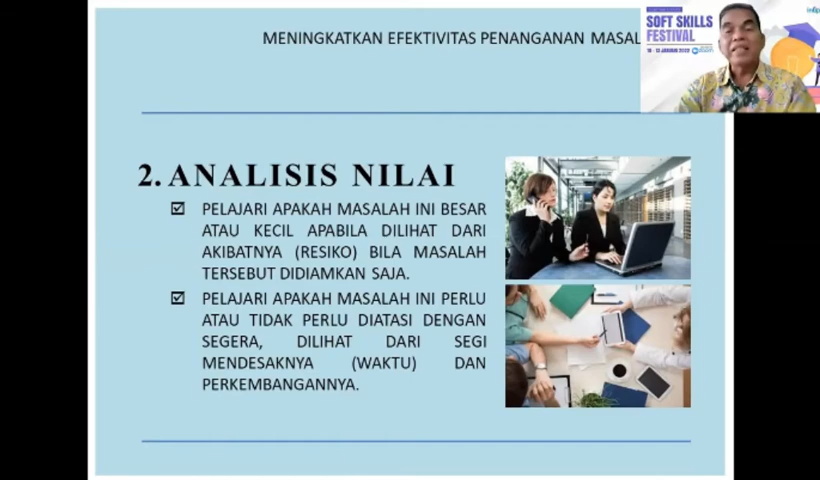 MENINGKATKAN EFEKTIVITAS PENANGANAN
SOFT SKILLS
FESTIVAL
2. ANALISIS NILAI
☑ PELAJARI APAKAH MASALAH INI BESAR
ATAU KECIL APABILA DILIHAT DARI
AKIBATNYA (RESIKO) BILA MASALAH
TERSEBUT DIDIAMKAN SAJA.
☑ PELAJARI APAKAH MASALAH INI PERLU
ATAU TIDAK PERLU DIATASI DENGAN
SEGERA, DILIHAT DARI SEGI
MENDESAKNYA (WAKTU) DAN
PERKEMBANGANNYA.